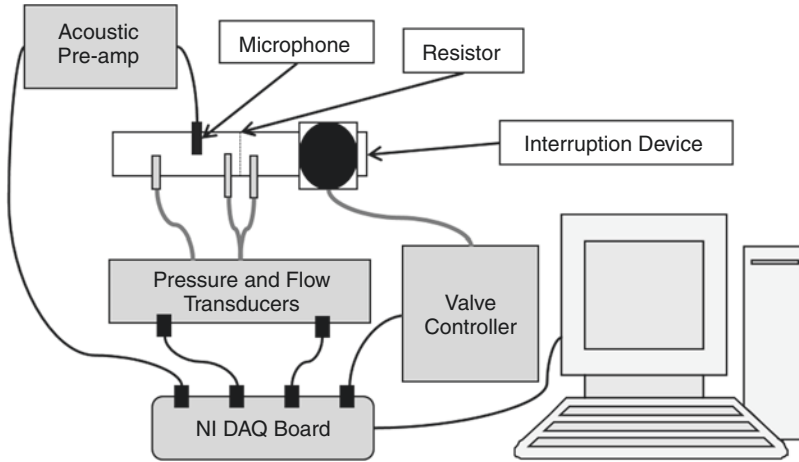 Acoustic
Pre-amp
Microphone
Resistor
Interruption Device
Pressure and Flow
Transducers
Valve
Controller
NI DAQ Board